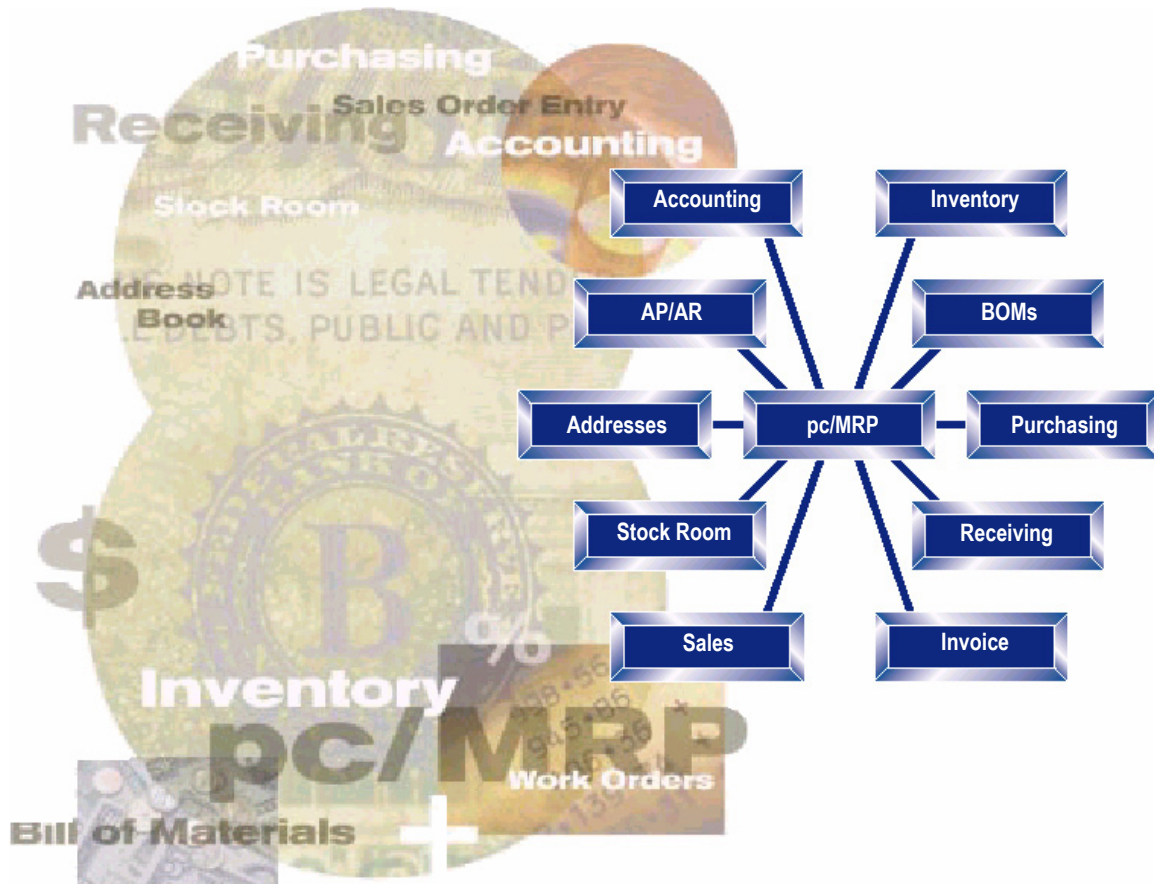 Purchasing
Sales Order Entry
Receiving
Accounting
Stock Room
NOTE IS LEGAL TEND
Address
Book
DEBTS, PUBLIC AND P
$
B
%
Inventory
pc/MRP
Work Orders
Bill of Materials
+
Accounting
Inventory
AP/AR
BOMs
Addresses
pc/MRP
Purchasing
Stock Room
Receiving
Sales
Invoice